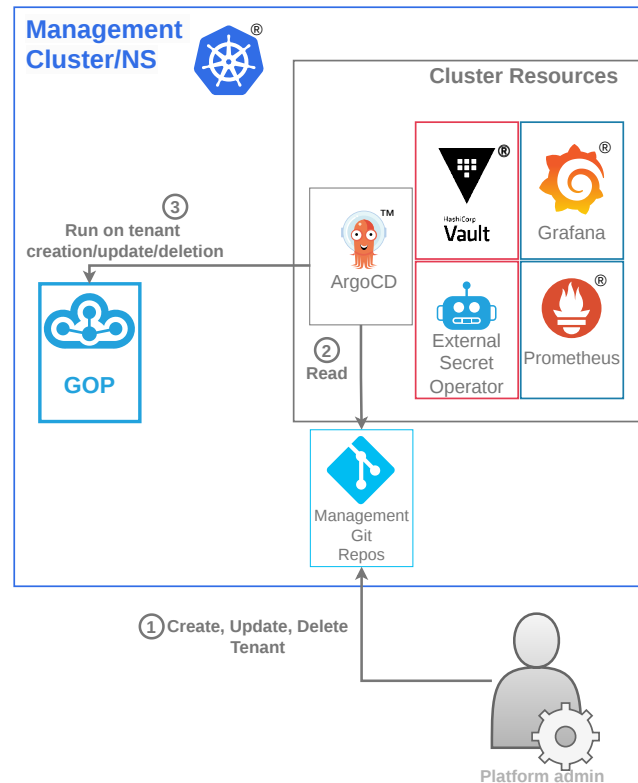 Management
Cluster/NS
®
Cluster Resources
®
HashiCorp
Vault
®
Grafana
3
Run on tenant
creation/update/deletion
TM
ArgoCD
GOP
External
Secret
Operator
®
Prometheus
2
Read
Management
Git
Repos
1 Create, Update, Delete
Tenant
Platform admin